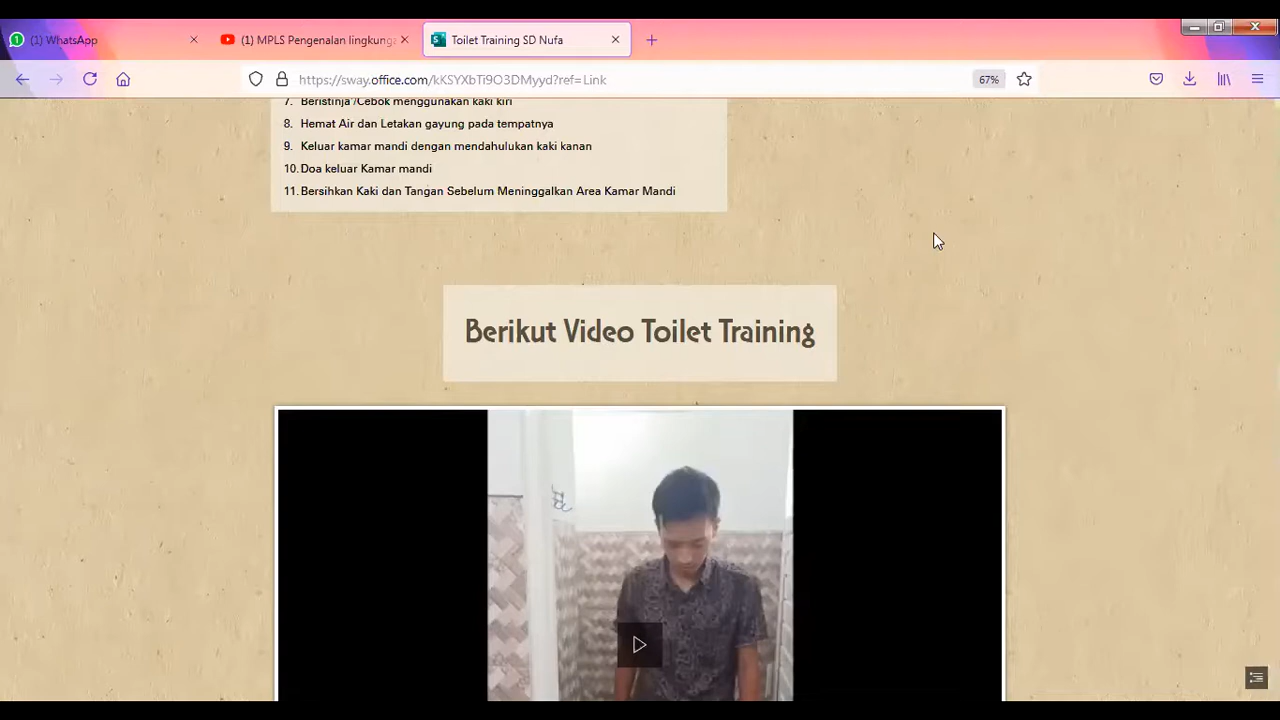 (1) WhatsApp
(1) MPLS Pengenalan lingkunga
Toilet Training SD Nufa
https://sway.office.com/kKSYXbTi9O3DMyyd?ref=Link
67%
7. Beristinja'/Cebok menggunakan kaki kiri
8. Hemat Air dan Letakan gayung pada tempatnya
9. Keluar kamar mandi dengan mendahulukan kaki kanan
10. Doa keluar Kamar mandi
11. Bersihkan Kaki dan Tangan Sebelum Meninggalkan Area Kamar Mandi
Berikut Video Toilet Training